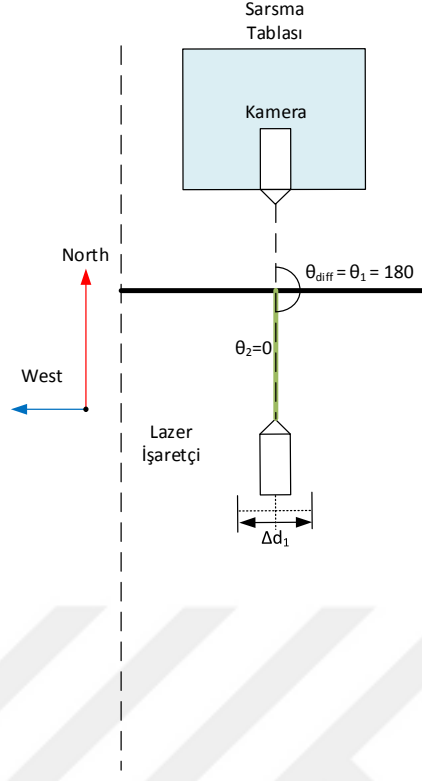 Sarsma
Tablası
Kamera
North
θdiff = θ1 = 180
θ2=0
West
Lazer
İşaretçi
Δd1